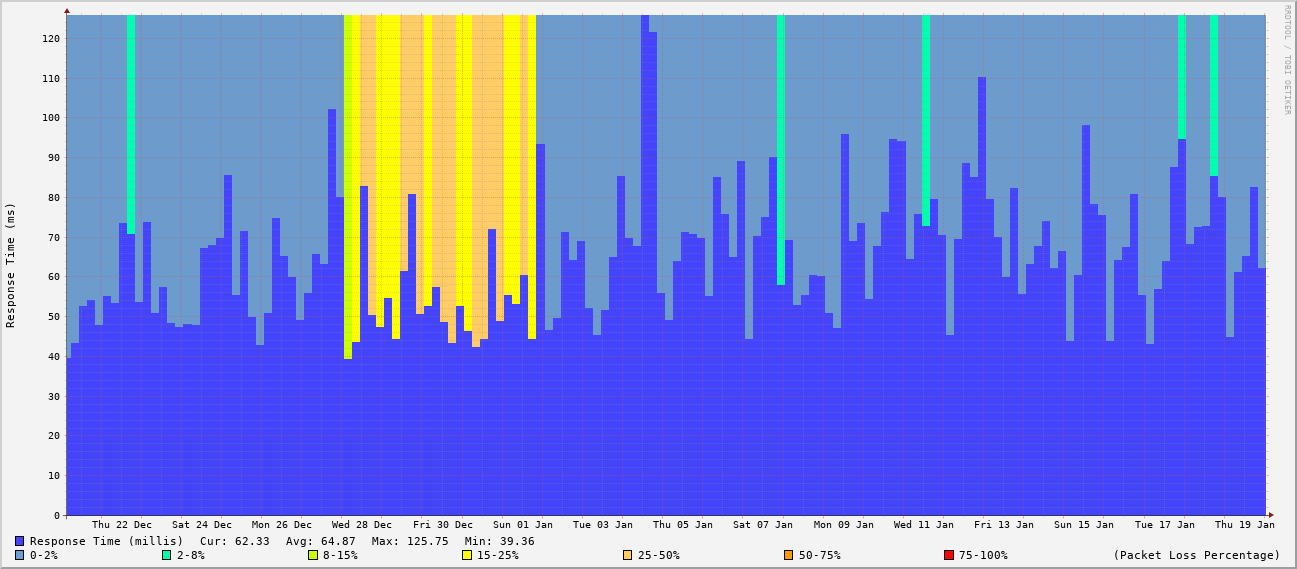 RRDTOOL / TOBI OETIKER
Response Time (ms)
120
110
100
90
80
70
60
50
40
30
20
10
0
Thu 22 Dec Sat 24 Dec Mon 26 Dec Wed 28 Dec Fri 30 Dec Sun 01 Jan Tue 03 Jan Thu 05 Jan Sat 07 Jan Mon 09 Jan Wed 11 Jan Fri 13 Jan Sun 15 Jan Tue 17 Jan Thu 19 Jan
Response Time (millis) Cur: 62.33 Avg: 64.87 Max: 125.75 Min: 39.36
0-2% 2-8% 8-15% 15-25% 25-50% 50-75% 75-100% (Packet Loss Percentage)